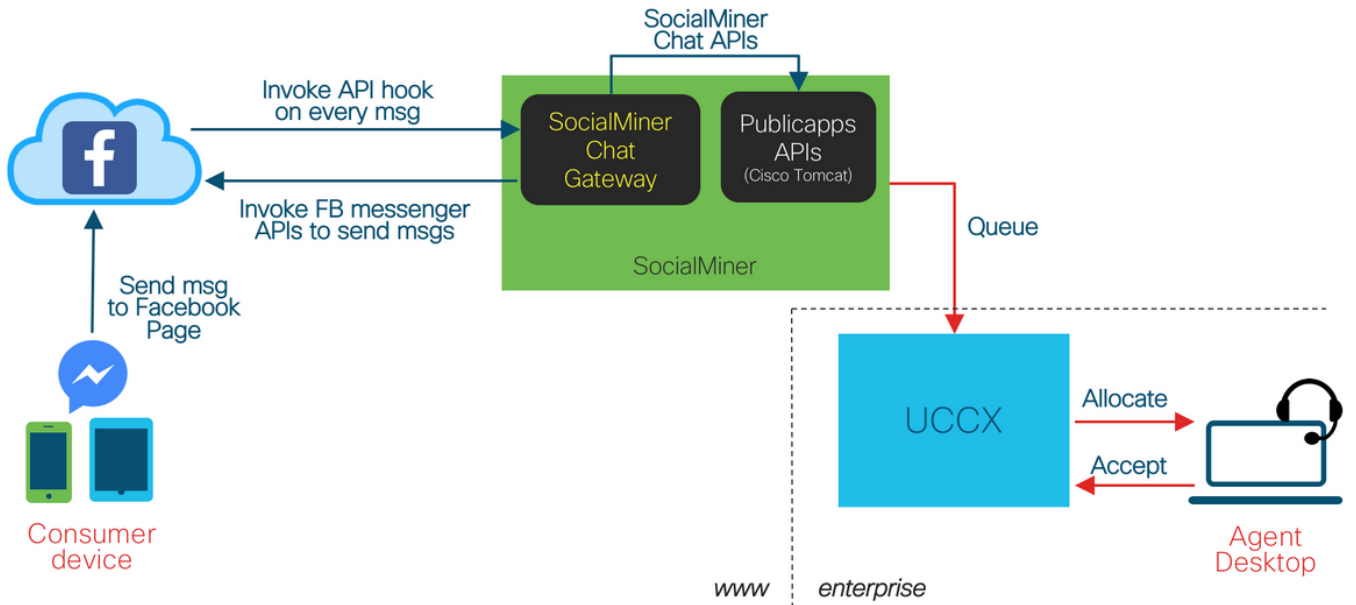 SocialMiner
Chat APIs
Invoke API hook
on every msg
f
SocialMiner
Chat
Gateway
Publicapps
APIs
(Cisco Tomcat)
Invoke FB messenger
APIs to send msgs
Queue
SocialMiner
Send msg
to Facebook
Page
UCCX
Allocate
Accept
Consumer
device
Agent
Desktop
www
enterprise